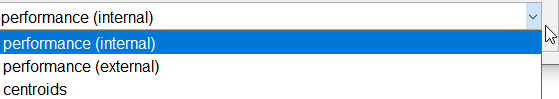 performance (internal)
performance (internal)
performance (external)
centroids